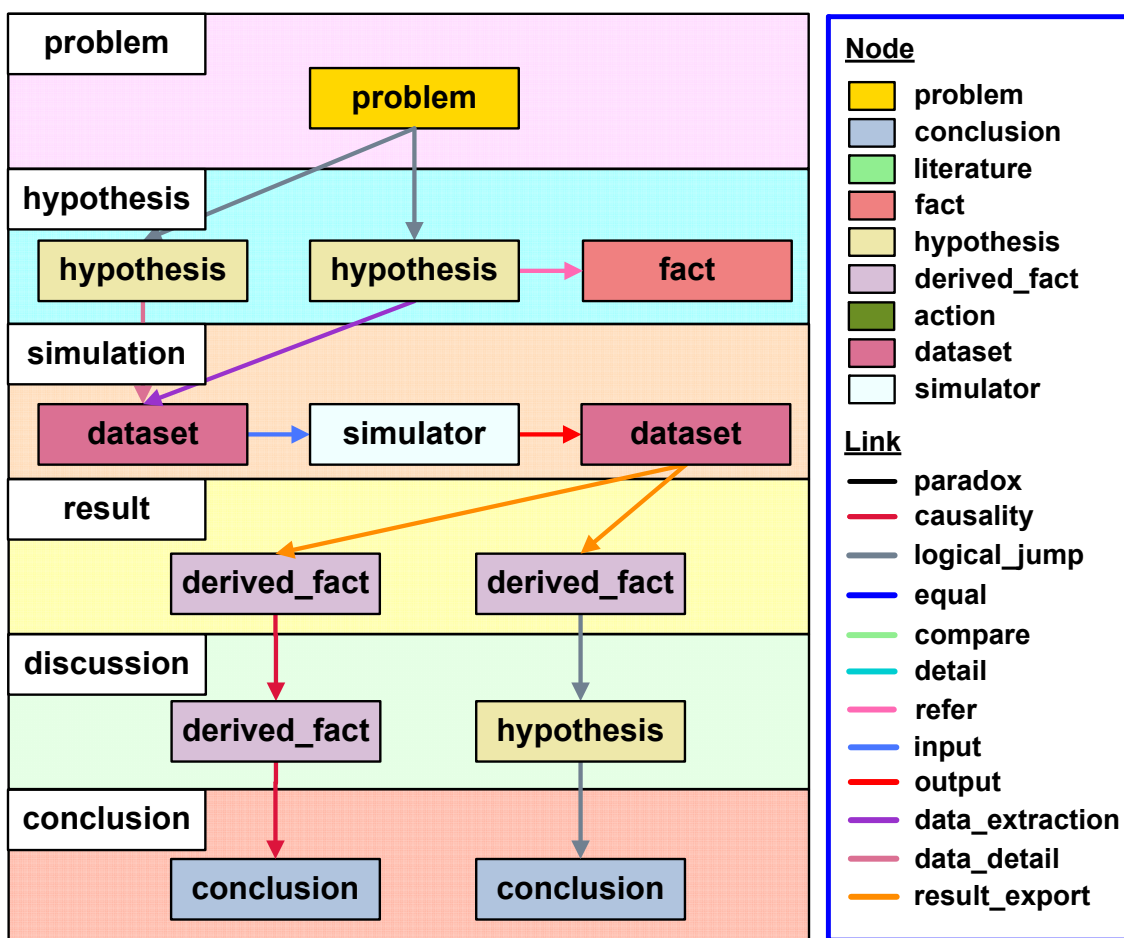 problem
problem
hypothesis
hypothesis
hypothesis
fact
simulation
dataset
simulator
dataset
result
derived_fact
derived_fact
discussion
derived_fact
hypothesis
conclusion
conclusion
conclusion
Node
problem
conclusion
literature
fact
hypothesis
derived_fact
action
dataset
simulator
Link
paradox
causality
logical_jump
equal
compare
detail
refer
input
output
data_extraction
data_detail
result_export